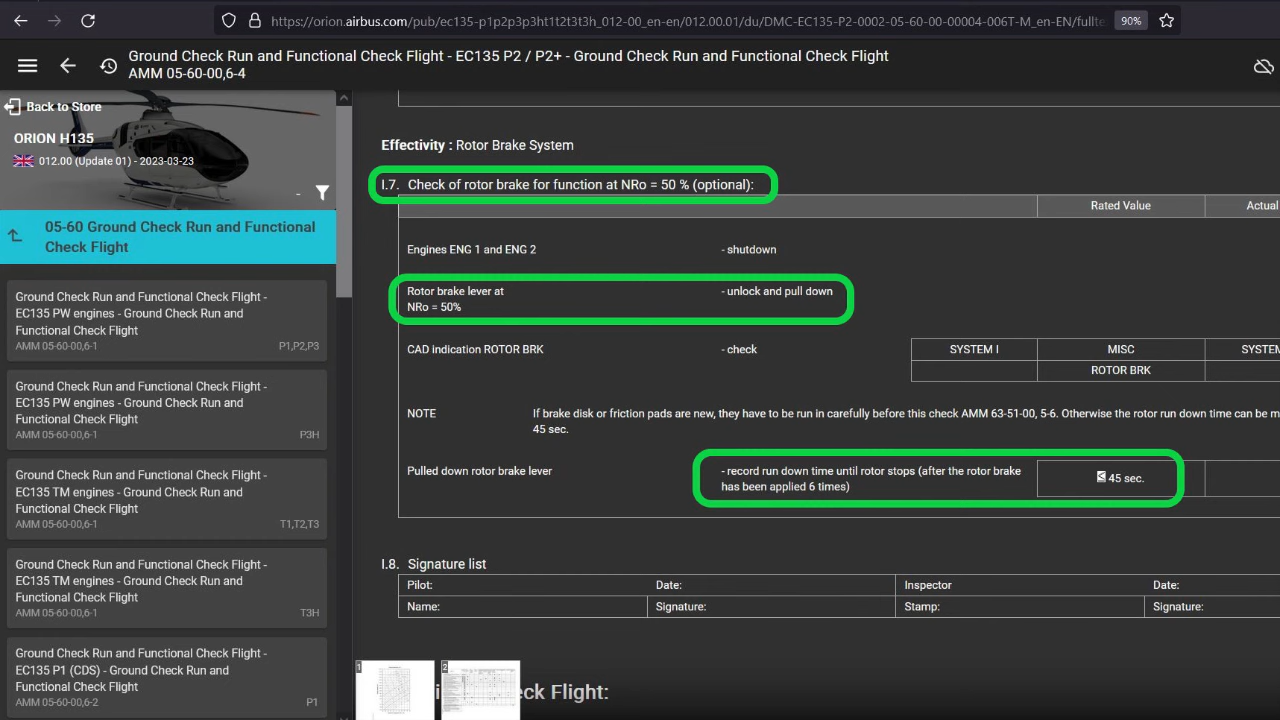 https://orion.airbus.com/pub/ec135-p1p2p3p3ht1t2t3t3h_012-00_en-en/012.00.01/du/DMC-EC135-P2-0002-05-60-00-00004-006T-M_en-EN/fullte
90%
Ground Check Run and Functional Check Flight - EC135 P2 / P2+ - Ground Check Run and Functional Check Flight
AMM 05-60-00,6-4
Back to Store
ORION H135
012.00 (Update 01) - 2023-03-23
-
05-60 Ground Check Run and Functional
Check Flight
Ground Check Run and Functional Check Flight -
EC135 PW engines - Ground Check Run and
Functional Check Flight
AMM 05-60-00,6-1
P1,P2,P3
Ground Check Run and Functional Check Flight -
EC135 PW engines - Ground Check Run and
Functional Check Flight
AMM 05-60-00,6-1
P3H
Ground Check Run and Functional Check Flight -
EC135 TM engines - Ground Check Run and
Functional Check Flight
AMM 05-60-00,6-1
T1,T2,T3
Ground Check Run and Functional Check Flight -
EC135 TM engines - Ground Check Run and
Functional Check Flight
AMM 05-60-00,6-1
T3H
Ground Check Run and Functional Check Flight -
EC135 P1 (CDS) - Ground Check Run and
Functional Check Flight
AMM 05-60-00,6-2
P1
Effectivity : Rotor Brake System
I.7. Check of rotor brake for function at NRo = 50 % (optional):
Rated Value
Actual
Engines ENG 1 and ENG 2
- shutdown
Rotor brake lever at
NRo = 50%
- unlock and pull down
CAD indication ROTOR BRK
- check
SYSTEM I
MISC
SYSTEM
ROTOR BRK
NOTE
If brake disk or friction pads are new, they have to be run in carefully before this check AMM 63-51-00, 5-6. Otherwise the rotor run down time can be m
45 sec.
Pulled down rotor brake lever
- record run down time until rotor stops (after the rotor brake
has been applied 6 times)
≤ 45 sec.
I.8. Signature list
Pilot:
Date:
Inspector
Date:
Name:
Signature:
Stamp:
Signature:
1
2
eck Flight: